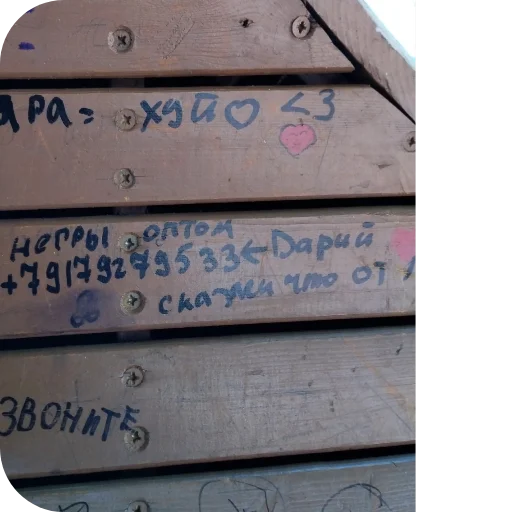 АРА = ХУЙ♡ <3
НЕГРЫ ОПТОМ
+79179279533← Дарий
скажи что от
ЗВОНИТЕ